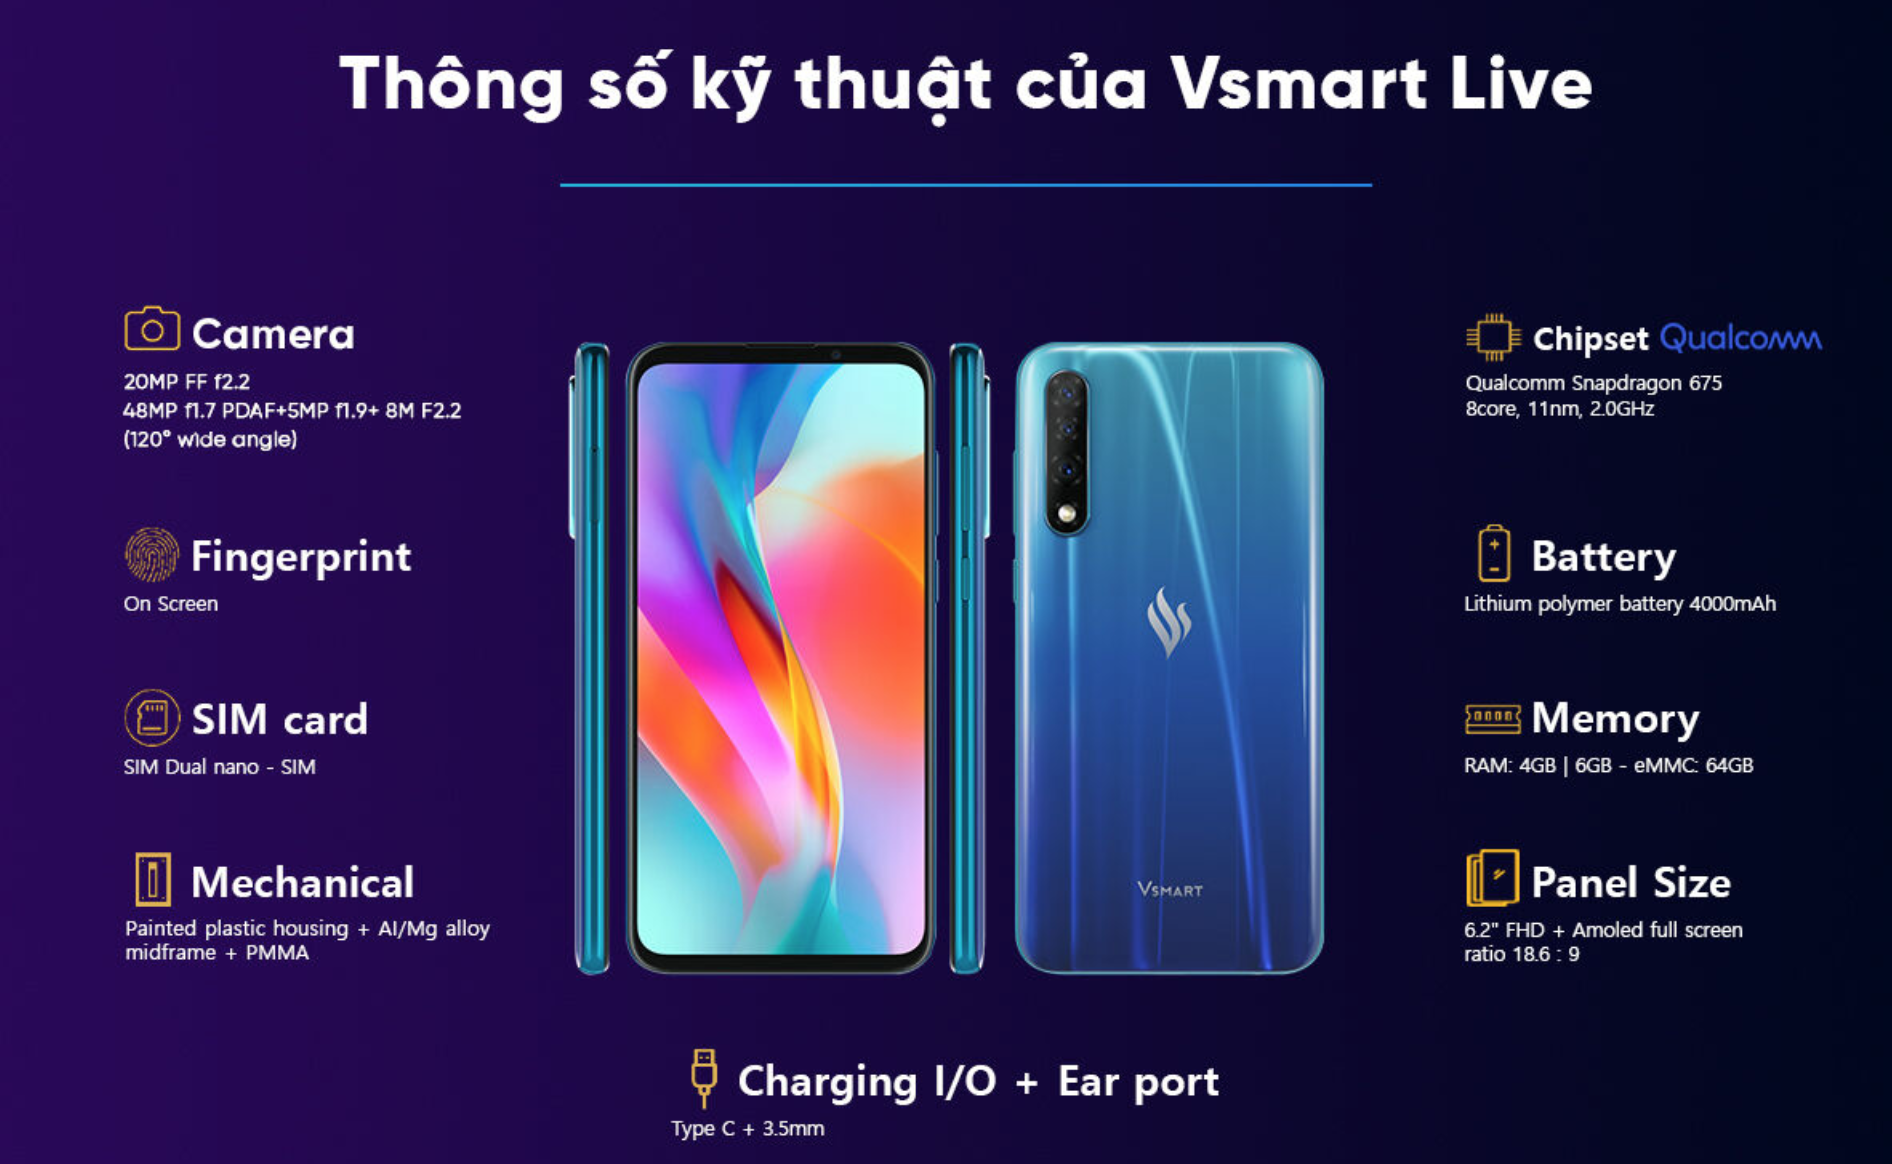 Thông số kỹ thuật của Vsmart Live
Camera
20MP FF f2.2
48MP f1.7 PDAF+5MP f1.9+ 8M F2.2
(120° wide angle)
Fingerprint
On Screen
SIM card
SIM Dual nano - SIM
Mechanical
Painted plastic housing + Al/Mg alloy
midframe + PMMA
VSMART
Chipset Qualcomm
Qualcomm Snapdragon 675
8core, 11nm, 2.0GHz
Battery
Lithium polymer battery 4000mAh
Memory
RAM: 4GB | 6GB - eMMC: 64GB
Panel Size
6.2" FHD + Amoled full screen
ratio 18.6 : 9
Charging I/O + Ear port
Type C + 3.5mm